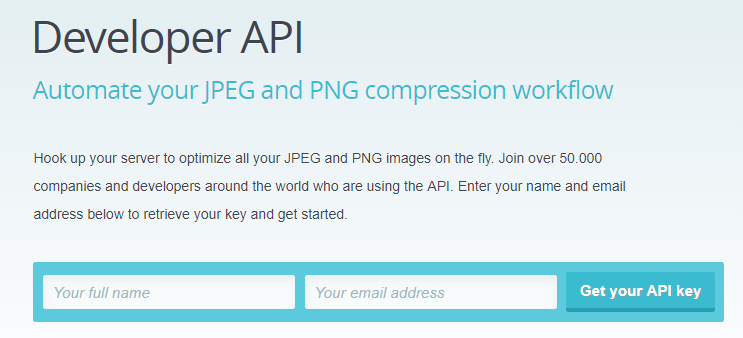 Developer API
Automate your JPEG and PNG compression workflow
Hook up your server to optimize all your JPEG and PNG images on the fly. Join over 50.000
companies and developers around the world who are using the API. Enter your name and email
address below to retrieve your key and get started.
Your full name
Your email address
Get your API key